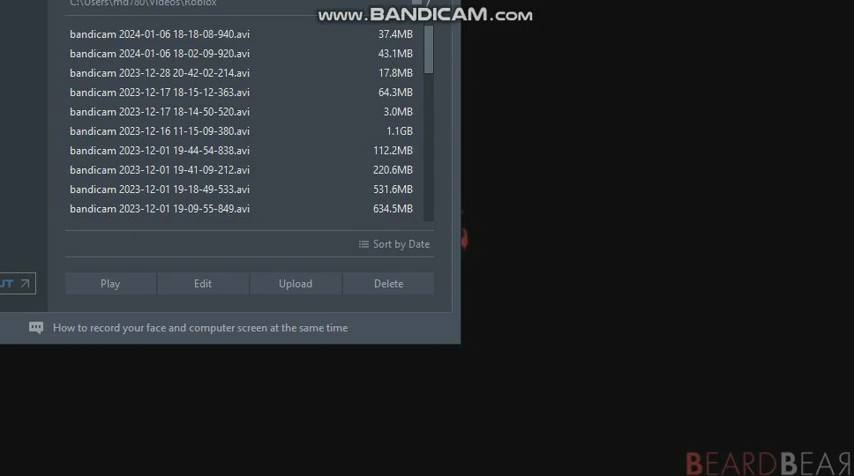 C:\Users\md780\Videos\Roblox
www.BANDICAM.com
bandicam 2024-01-06 18-18-08-940.avi 37.4MB
bandicam 2024-01-06 18-02-09-920.avi 43.1MB
bandicam 2023-12-28 20-42-02-214.avi 17.8MB
bandicam 2023-12-17 18-15-12-363.avi 64.3MB
bandicam 2023-12-17 18-14-50-520.avi 3.0MB
bandicam 2023-12-16 11-15-09-380.avi 1.1GB
bandicam 2023-12-01 19-44-54-838.avi 112.2MB
bandicam 2023-12-01 19-41-09-212.avi 220.6MB
bandicam 2023-12-01 19-18-49-533.avi 531.6MB
bandicam 2023-12-01 19-09-55-849.avi 634.5MB
Sort by Date
UT Play Edit Upload Delete
How to record your face and computer screen at the same time
BEARDBEAR